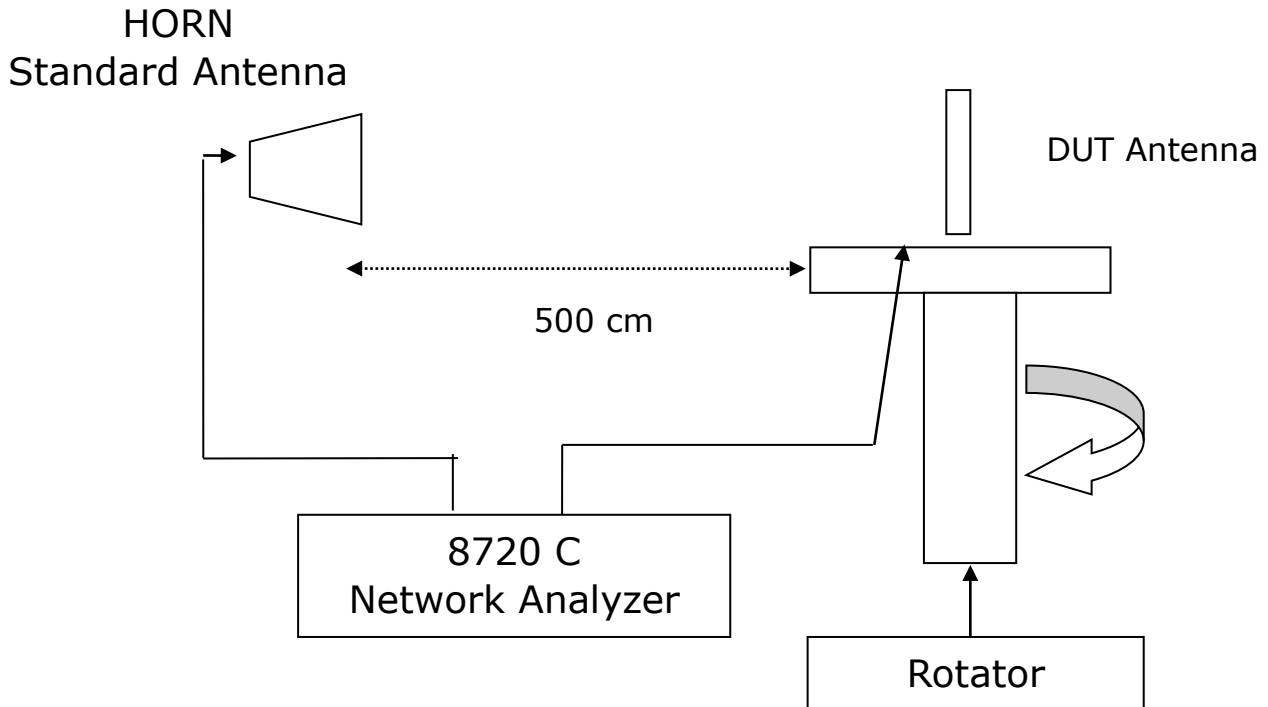 HORN
Standard Antenna
DUT Antenna
500 cm
8720 C
Network Analyzer
Rotator